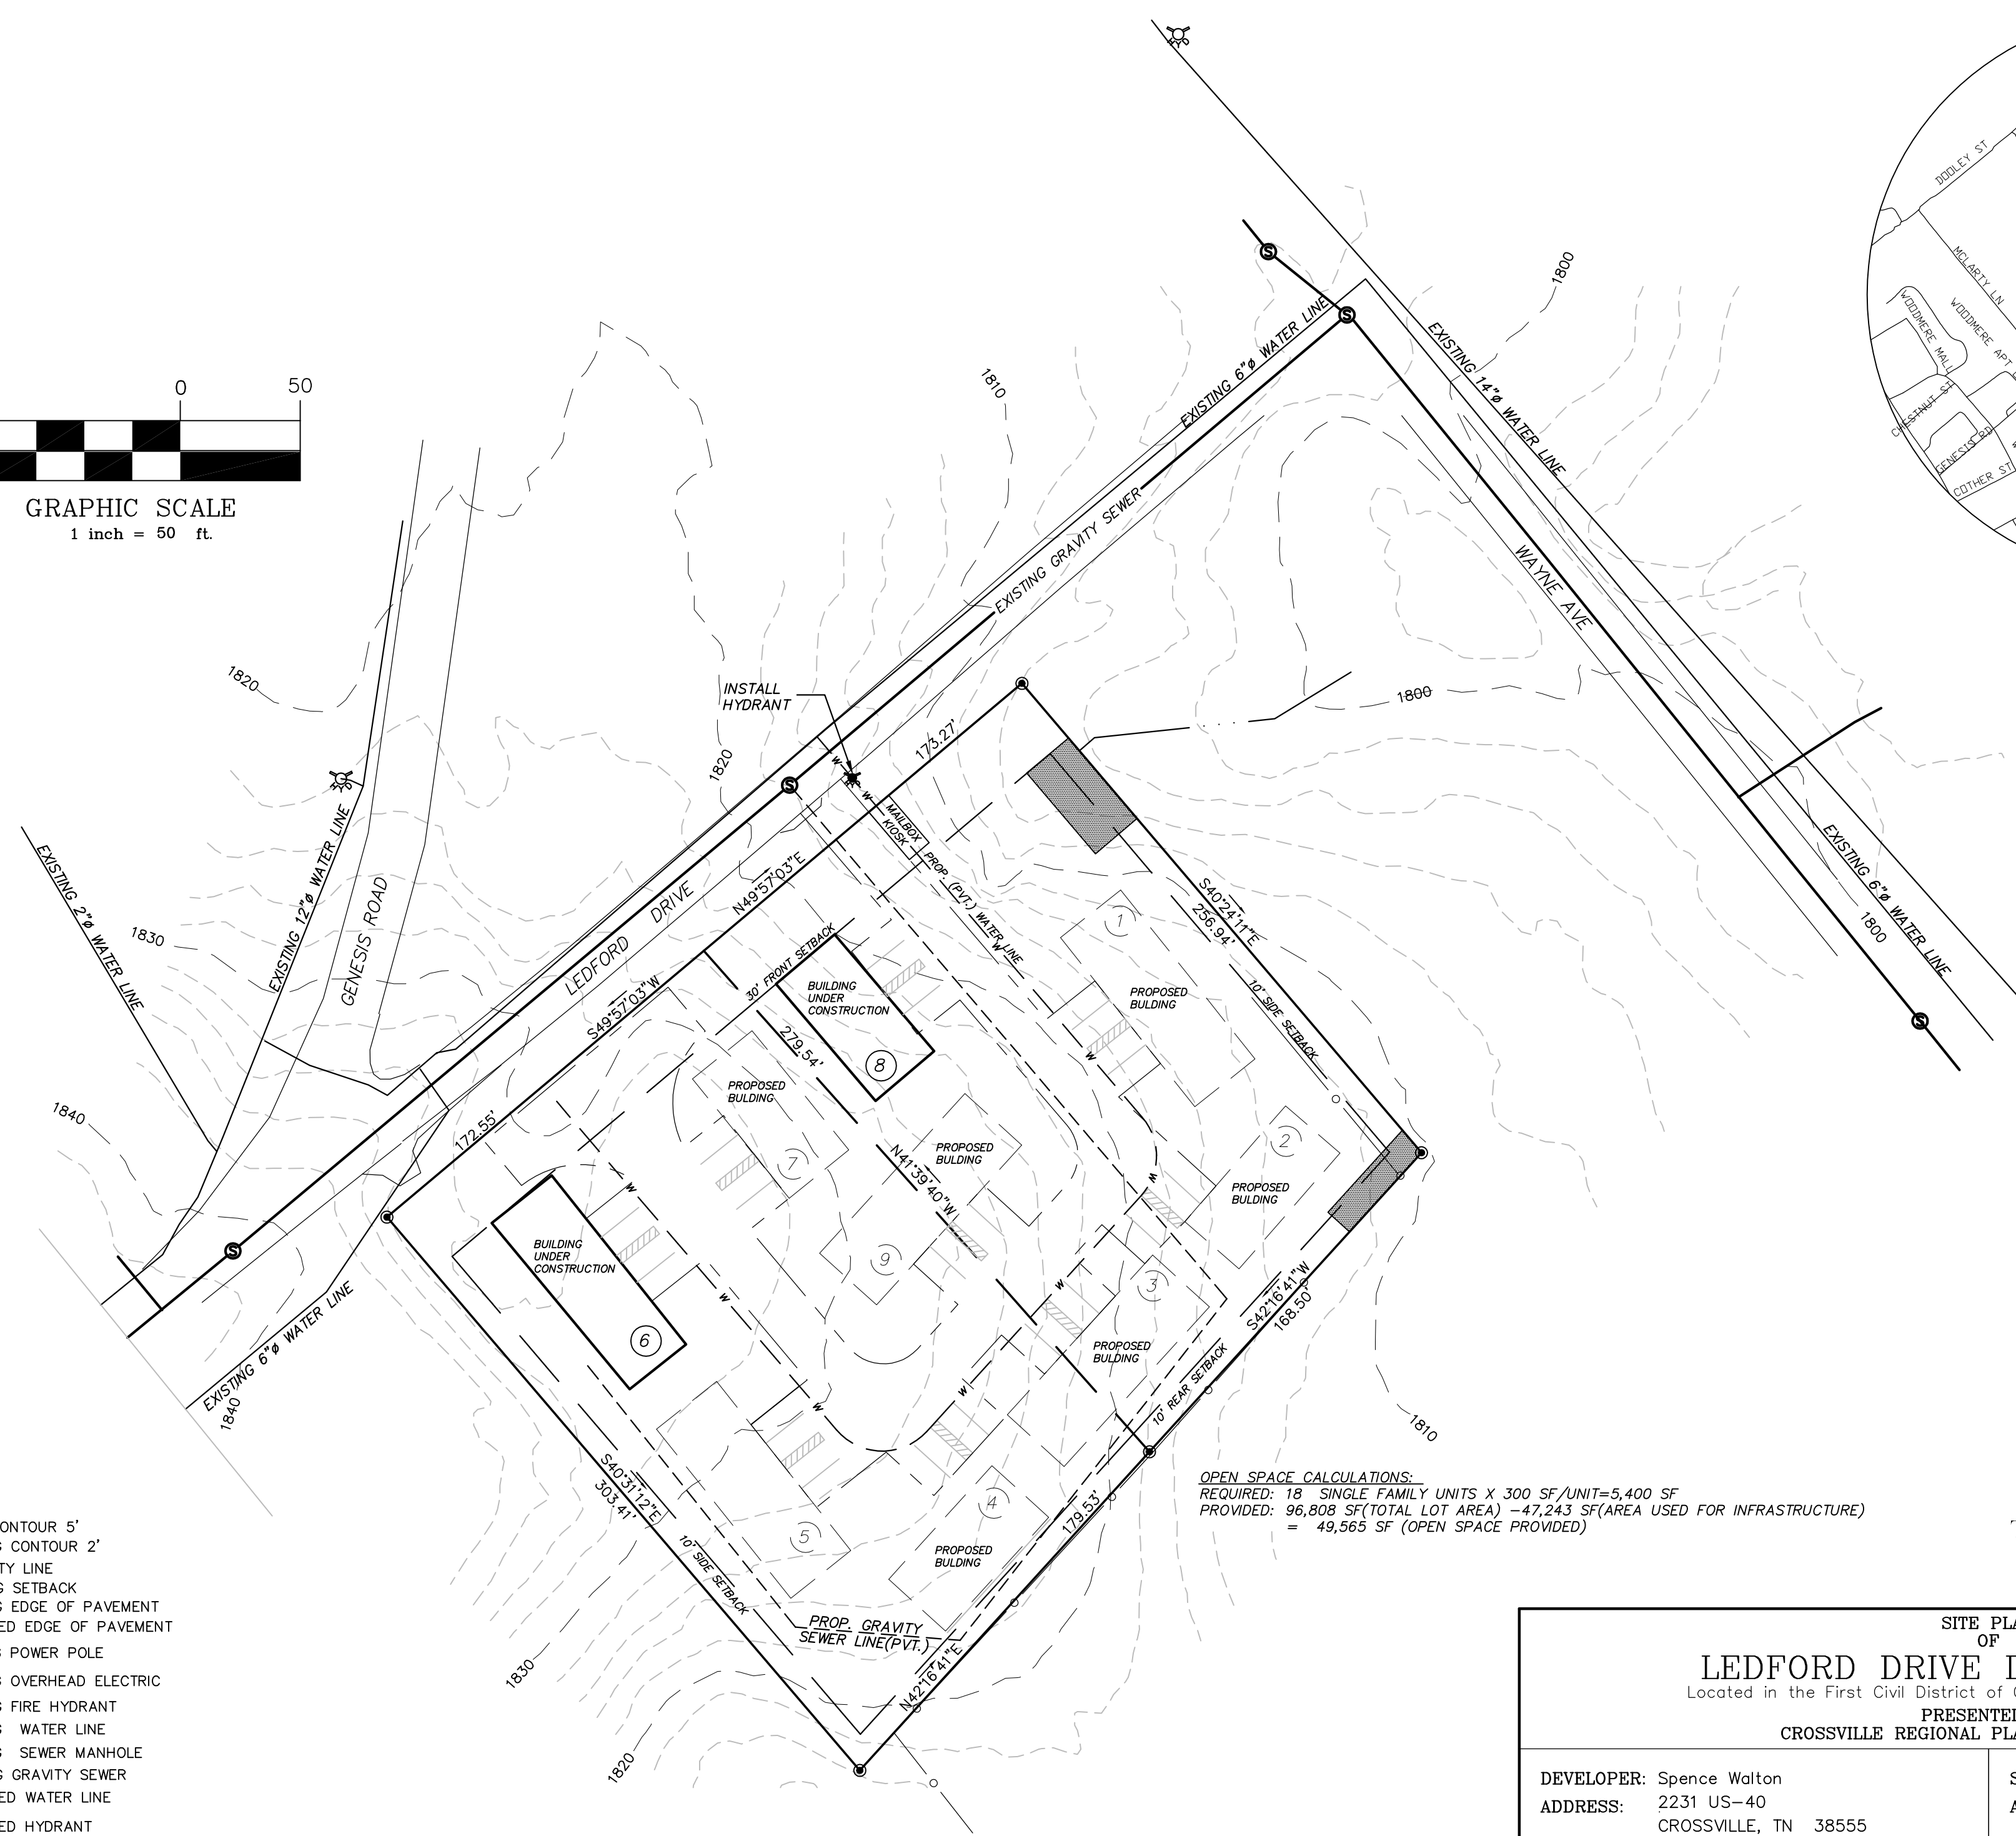 DOOLEY ST
MCLARTY LN
WOODMERE MALL
WOODMERE APT
CHESTNUT ST
GENESIS RD
COTHER ST
0 50
GRAPHIC SCALE
1 inch = 50 ft.
EXISTING 6"ø WATER LINE
EXISTING 14"ø WATER LINE
1800
1810
EXISTING GRAVITY SEWER
WAYNE AVE
1820
INSTALL
HYDRANT
1820
173.27'
1800
MAILBOX
KIOSK
PROP. (PVT.) WATER LINE
N49°57'03"E
EXISTING 2"ø WATER LINE
EXISTING 12"ø WATER LINE
GENESIS ROAD
1830
LEDFORD DRIVE
S49°57'03"W
30' FRONT SETBACK
BUILDING
UNDER
CONSTRUCTION
8
279.54'
1
PROPOSED
BULDING
S40°24'11"E
256.94'
10' SIDE SETBACK
EXISTING 6"ø WATER LINE
1800
1840
172.55'
PROPOSED
BULDING
7
PROPOSED
BULDING
N41°39'40"W
9
2
PROPOSED
BULDING
BUILDING
UNDER
CONSTRUCTION
6
3
PROPOSED
BULDING
S42°16'41"W
168.50'
10' REAR SETBACK
EXISTING 6"ø WATER LINE
1840
1810
S40°31'12"E
303.41'
10' SIDE SETBACK
5
4
PROPOSED
BULDING
179.53'
PROP. GRAVITY
SEWER LINE(PVT.)
N42°16'41"E
1830
1820
W
W
W
W
W
W
W
W
W
W
W
S
S
S
S
S
HYD
HYD
OPEN SPACE CALCULATIONS:
REQUIRED: 18 SINGLE FAMILY UNITS X 300 SF/UNIT=5,400 SF
PROVIDED: 96,808 SF(TOTAL LOT AREA) -47,243 SF(AREA USED FOR INFRASTRUCTURE)
= 49,565 SF (OPEN SPACE PROVIDED)
ONTOUR 5'
CONTOUR 2'
TY LINE
SETBACK
EDGE OF PAVEMENT
ED EDGE OF PAVEMENT
POWER POLE
OVERHEAD ELECTRIC
FIRE HYDRANT
WATER LINE
SEWER MANHOLE
GRAVITY SEWER
ED WATER LINE
ED HYDRANT
SITE PLA
OF
LEDFORD DRIVE D
Located in the First Civil District of C
PRESENTED
CROSSVILLE REGIONAL PLA
DEVELOPER: Spence Walton
ADDRESS: 2231 US-40
CROSSVILLE, TN 38555